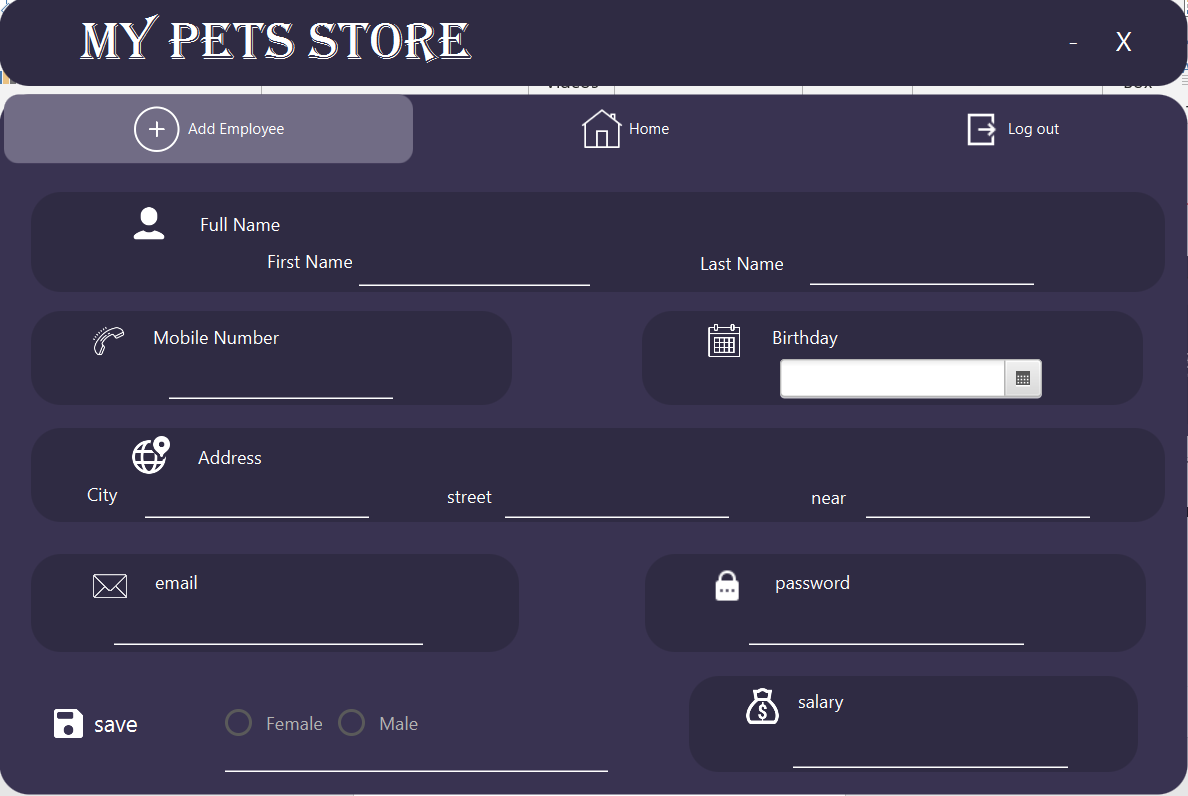 MY PETS STORE
- X
Videos
Add Employee
Home
Log out
Full Name
First Name
Last Name
Mobile Number
Birthday
Address
City
street
near
email
password
save
Female
Male
salary
$